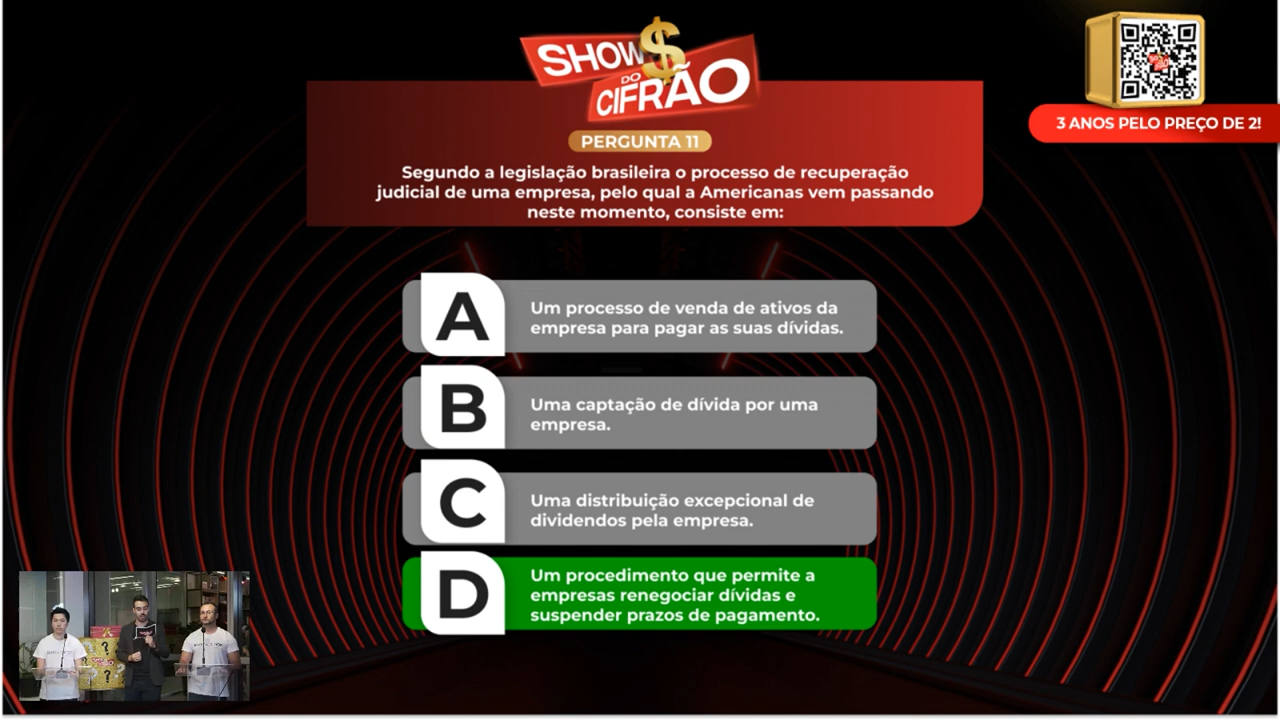 SHOW$
DO
CIFRÃO
3 ANOS PELO PREÇO DE 2!
PERGUNTA 11
Segundo a legislação brasileira o processo de recuperação
judicial de uma empresa, pelo qual a Americanas vem passando
neste momento, consiste em:
A
Um processo de venda de ativos da
empresa para pagar as suas dívidas.
B
Uma captação de dívida por uma
empresa.
C
Uma distribuição excepcional de
dividendos pela empresa.
D
Um procedimento que permite a
empresas renegociar dívidas e
suspender prazos de pagamento.